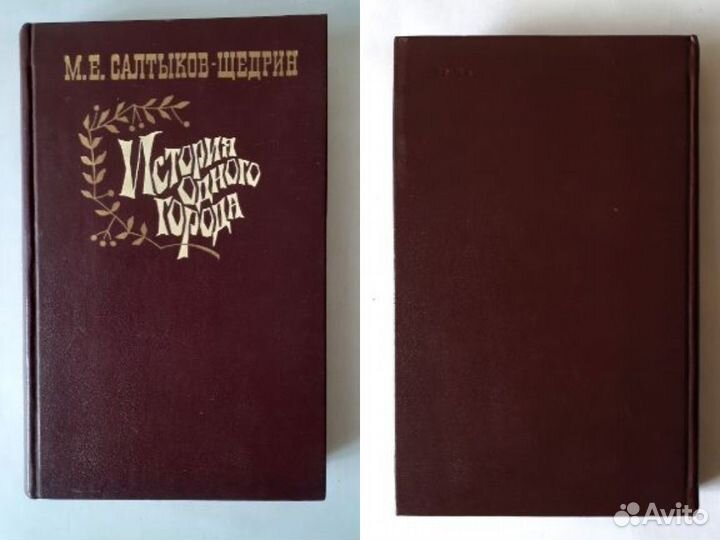 М.Е. САЛТЫКОВ-ЩЕДРИН
История
одного
города
Avito